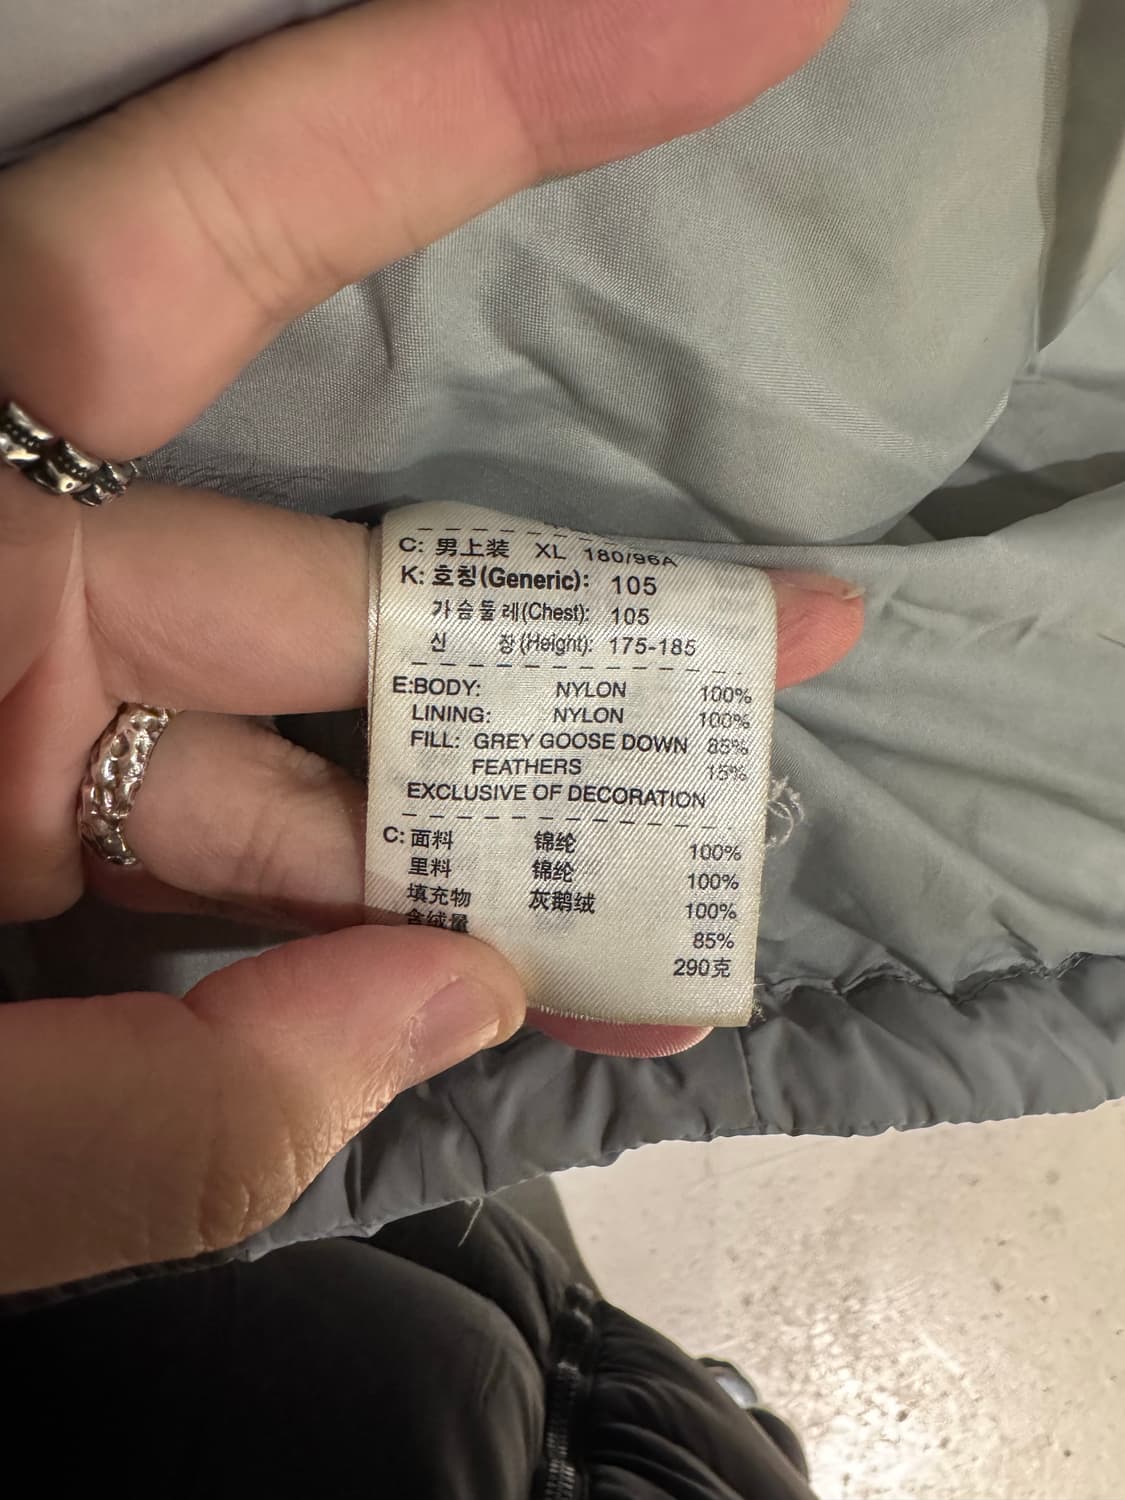 C: 男上装 XL 180/96A
K: 호칭(Generic): 105
가슴둘레(Chest): 105
신 장(Height): 175-185
E:BODY: NYLON 100%
LINING: NYLON 100%
FILL: GREY GOOSE DOWN 85%
FEATHERS 15%
EXCLUSIVE OF DECORATION
C: 面料 锦纶 100%
里料 锦纶 100%
填充物 灰鹅绒 100%
含绒量 85%
290克